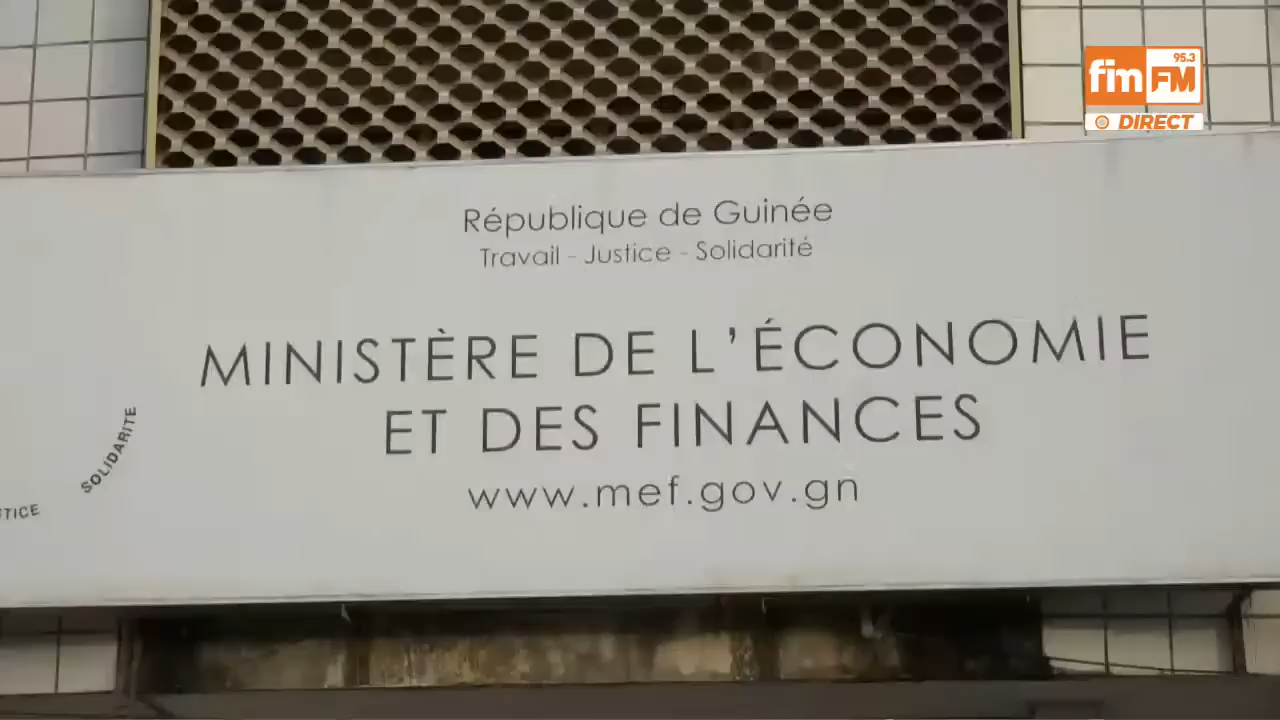 fim FM 95.3
DIRECT
République de Guinée
Travail - Justice - Solidarité
MINISTÈRE DE L'ÉCONOMIE
ET DES FINANCES
www.mef.gov.gn
SOLIDARITE
TICE